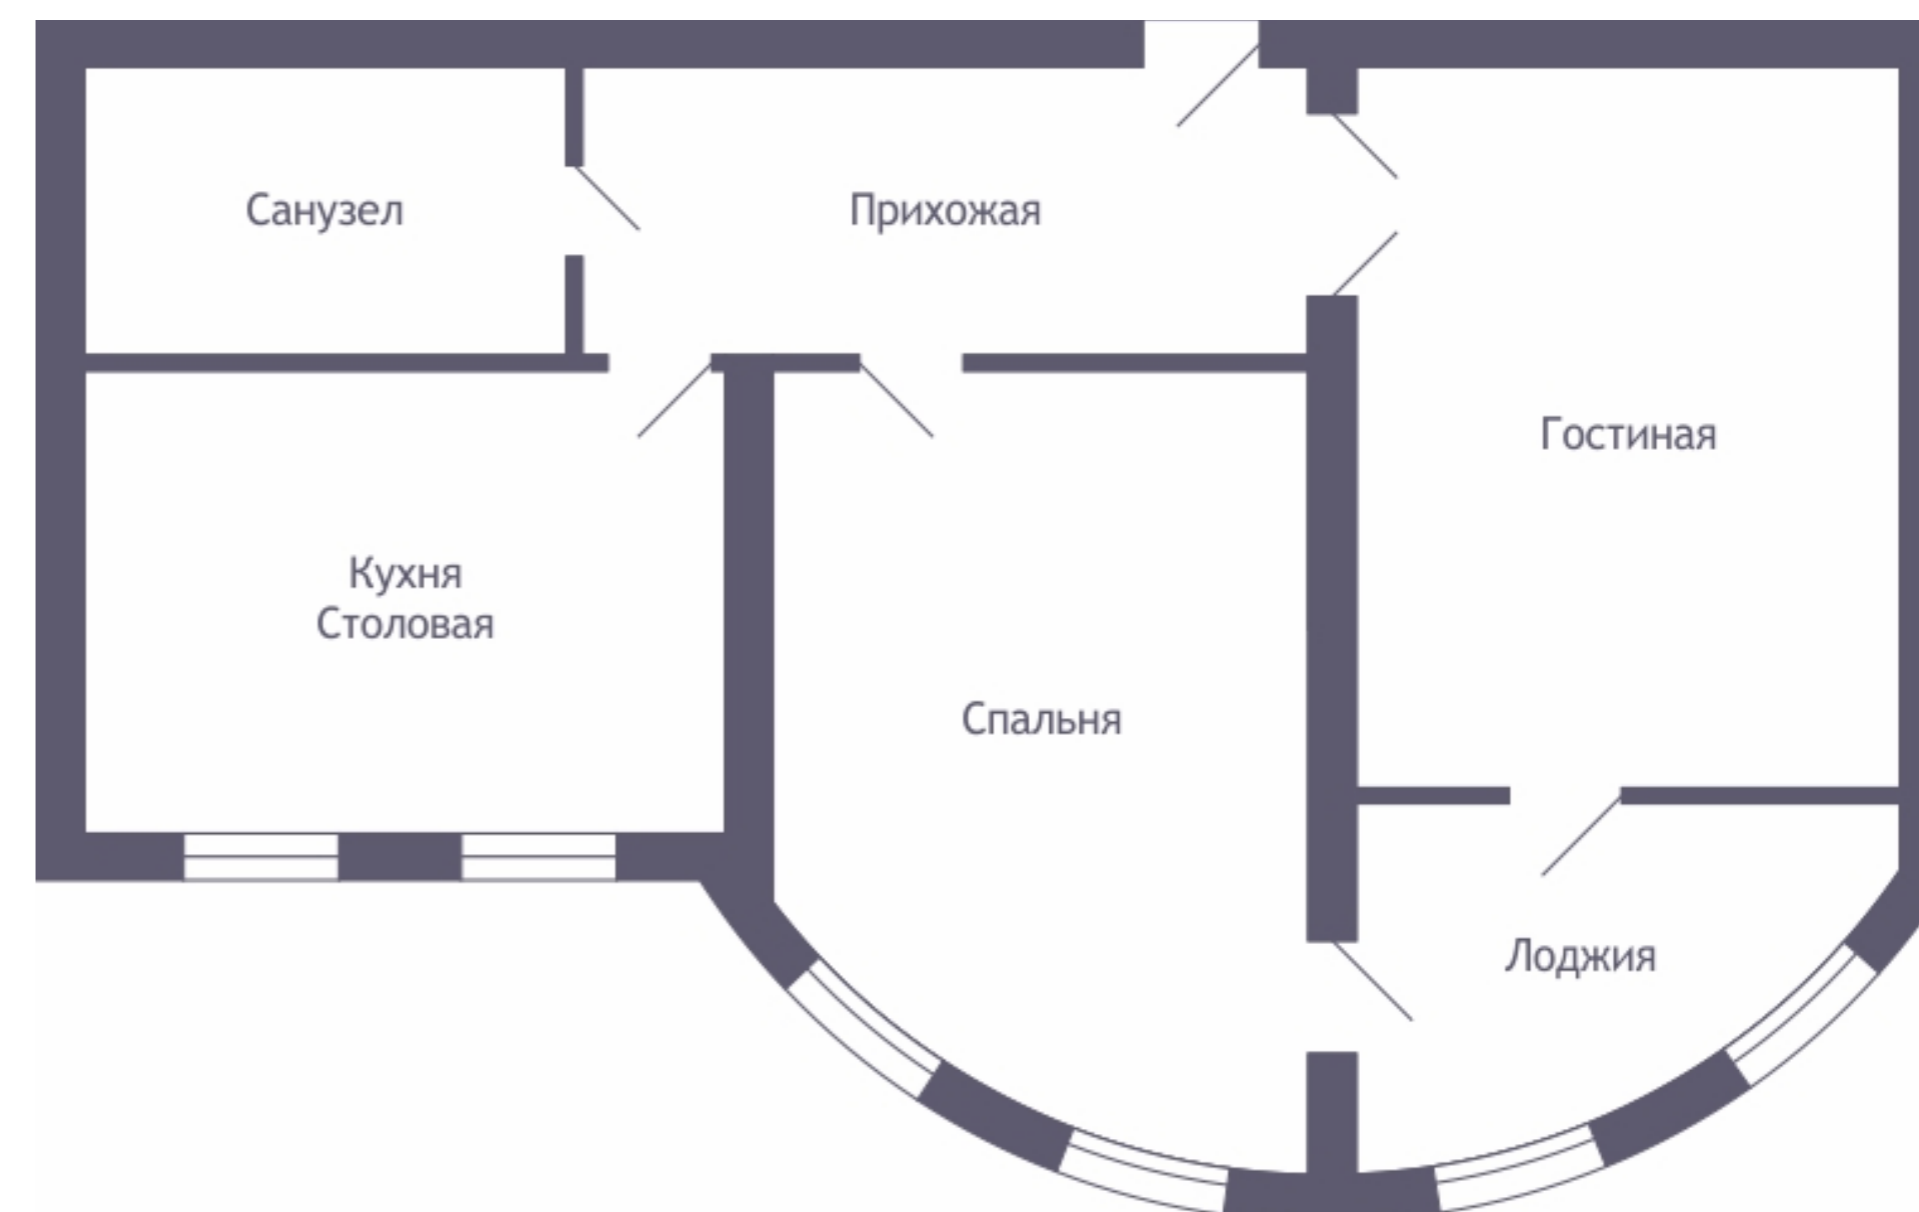 Санузел
Прихожая
Гостиная
Кухня
Столовая
Спальня
Лоджия